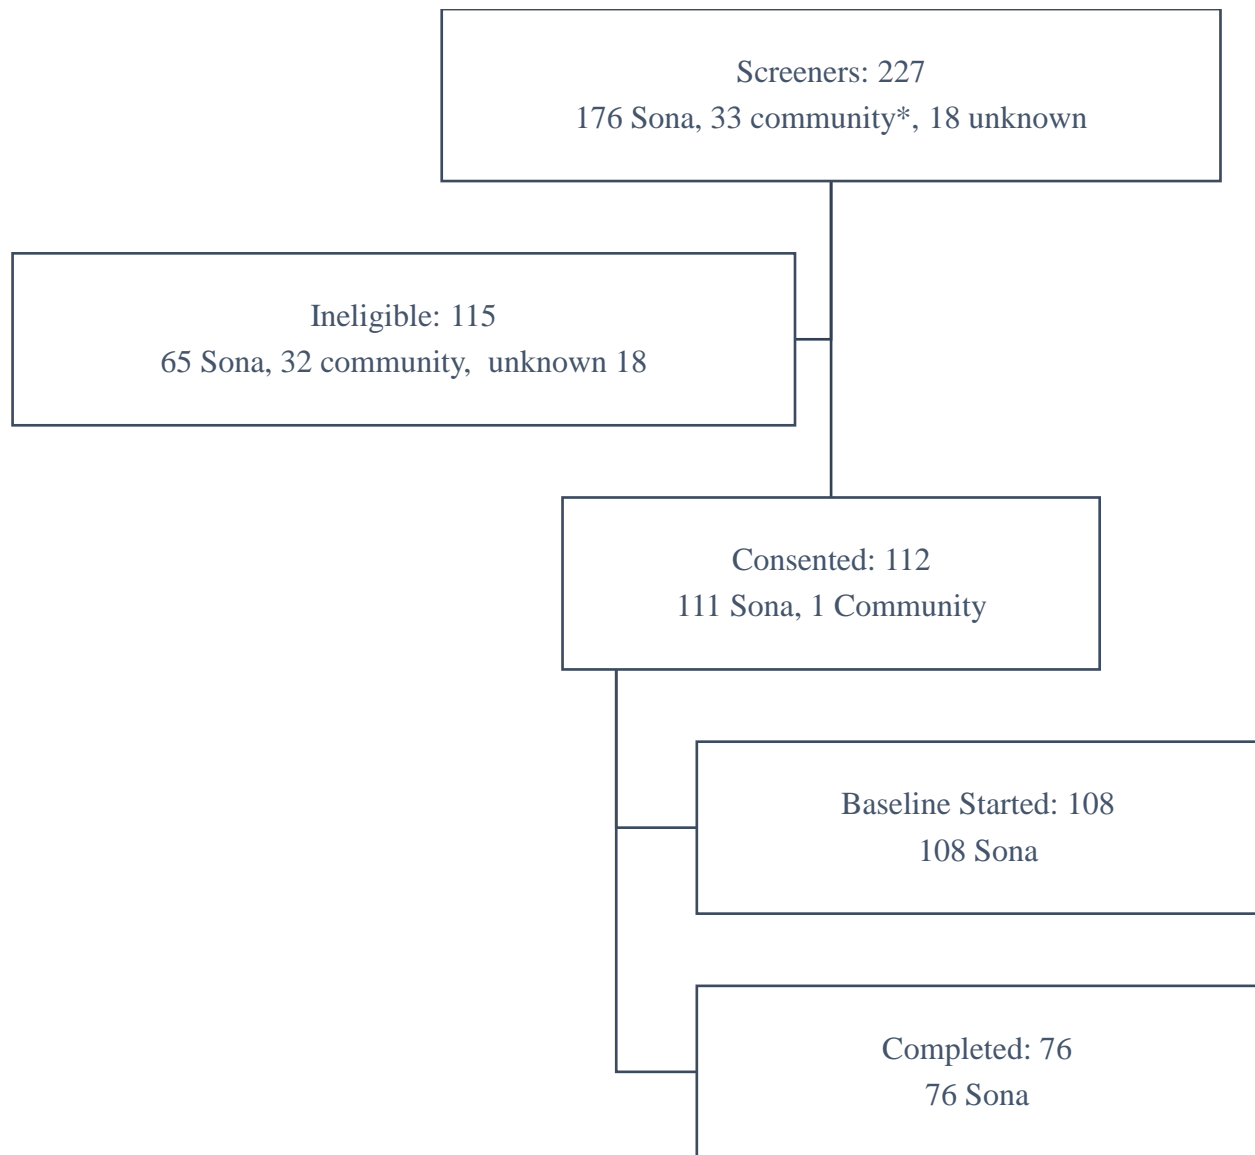 Screeners: 227
176 Sona, 33 community*, 18 unknown
Ineligible: 115
65 Sona, 32 community,  unknown 18
Consented: 112
111 Sona, 1 Community
Baseline Started: 108
108 Sona
Completed: 76
76 Sona